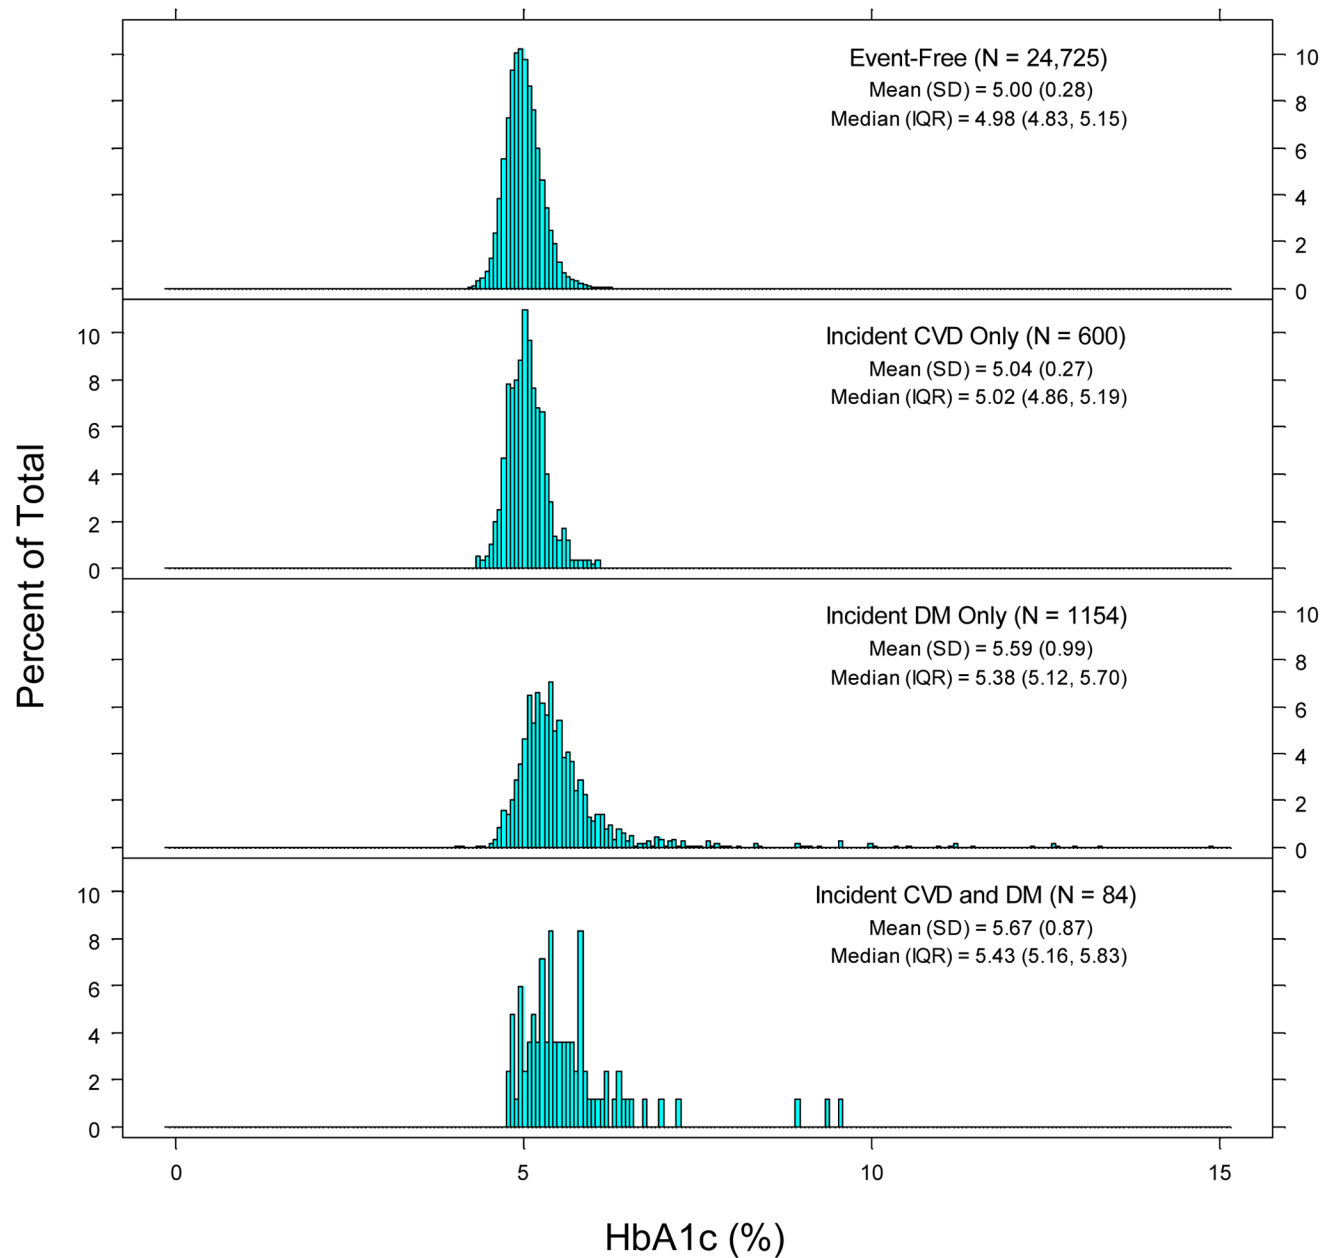 10
8
6
4
2
0
Event-Free (N = 24,725)
Mean (SD) = 5.00 (0.28)
Median (IQR) = 4.98 (4.83, 5.15)
10
8
6
4
2
0
Incident CVD Only (N = 600)
Mean (SD) = 5.04 (0.27)
Median (IQR) = 5.02 (4.86, 5.19)
Percent of Total
10
8
6
4
2
0
Incident DM Only (N = 1154)
Mean (SD) = 5.59 (0.99)
Median (IQR) = 5.38 (5.12, 5.70)
10
8
6
4
2
0
Incident CVD and DM (N = 84)
Mean (SD) = 5.67 (0.87)
Median (IQR) = 5.43 (5.16, 5.83)
0 5 10 15
HbA1c (%)